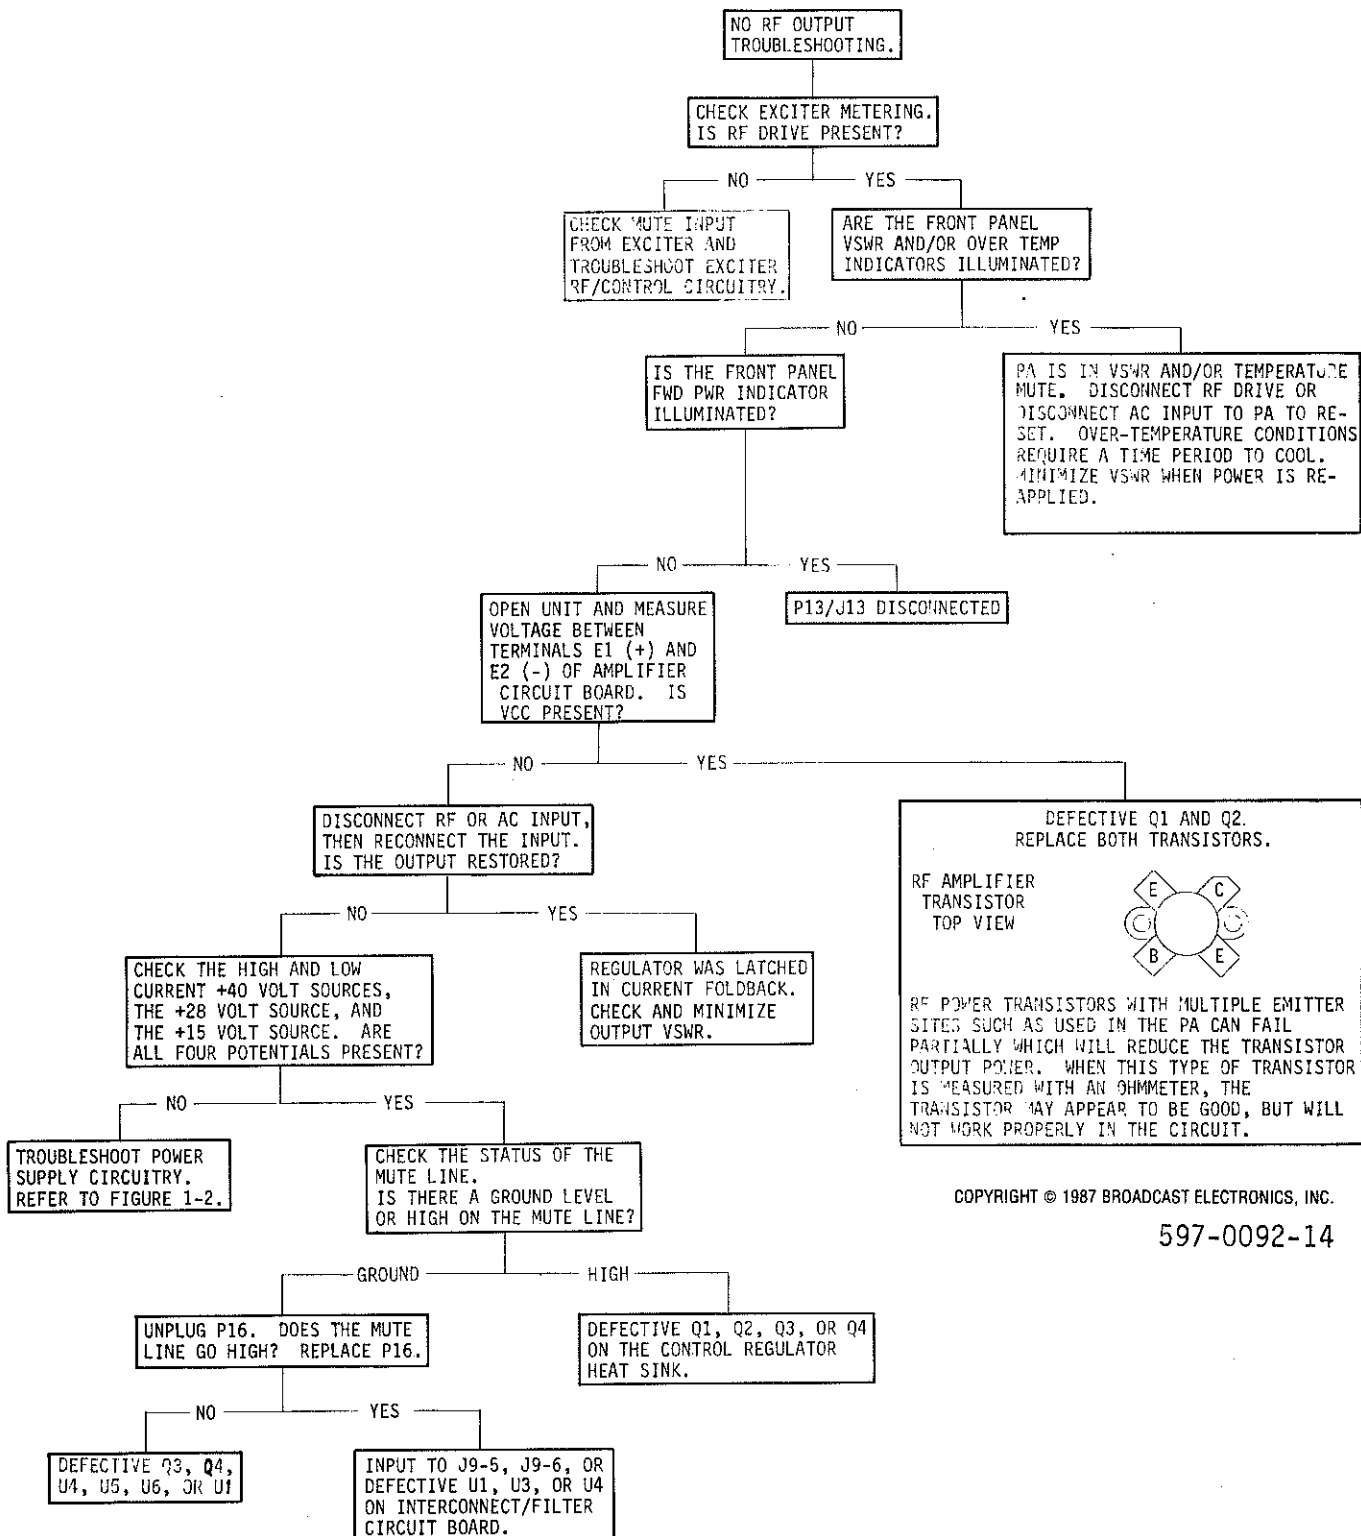 NO RF OUTPUT
TROUBLESHOOTING.
CHECK EXCITER METERING.
IS RF DRIVE PRESENT?
NO
YES
CHECK MUTE INPUT
FROM EXCITER AND
TROUBLESHOOT EXCITER
RF/CONTROL CIRCUITRY.
ARE THE FRONT PANEL
VSWR AND/OR OVER TEMP
INDICATORS ILLUMINATED?
NO
YES
IS THE FRONT PANEL
FWD PWR INDICATOR
ILLUMINATED?
PA IS IN VSWR AND/OR TEMPERATURE
MUTE. DISCONNECT RF DRIVE OR
DISCONNECT AC INPUT TO PA TO RE-
SET. OVER-TEMPERATURE CONDITIONS
REQUIRE A TIME PERIOD TO COOL.
MINIMIZE VSWR WHEN POWER IS RE-
APPLIED.
NO
YES
OPEN UNIT AND MEASURE
VOLTAGE BETWEEN
TERMINALS E1 (+) AND
E2 (-) OF AMPLIFIER
CIRCUIT BOARD. IS
VCC PRESENT?
P13/J13 DISCONNECTED
NO
YES
DISCONNECT RF OR AC INPUT,
THEN RECONNECT THE INPUT.
IS THE OUTPUT RESTORED?
DEFECTIVE Q1 AND Q2.
REPLACE BOTH TRANSISTORS.
RF AMPLIFIER
TRANSISTOR
TOP VIEW
E
C
B
E
RF POWER TRANSISTORS WITH MULTIPLE EMITTER
SITES SUCH AS USED IN THE PA CAN FAIL
PARTIALLY WHICH WILL REDUCE THE TRANSISTOR
OUTPUT POWER. WHEN THIS TYPE OF TRANSISTOR
IS MEASURED WITH AN OHMMETER, THE
TRANSISTOR MAY APPEAR TO BE GOOD, BUT WILL
NOT WORK PROPERLY IN THE CIRCUIT.
NO
YES
CHECK THE HIGH AND LOW
CURRENT +40 VOLT SOURCES,
THE +28 VOLT SOURCE, AND
THE +15 VOLT SOURCE. ARE
ALL FOUR POTENTIALS PRESENT?
REGULATOR WAS LATCHED
IN CURRENT FOLDBACK.
CHECK AND MINIMIZE
OUTPUT VSWR.
NO
YES
TROUBLESHOOT POWER
SUPPLY CIRCUITRY.
REFER TO FIGURE 1-2.
CHECK THE STATUS OF THE
MUTE LINE.
IS THERE A GROUND LEVEL
OR HIGH ON THE MUTE LINE?
COPYRIGHT © 1987 BROADCAST ELECTRONICS, INC.
597-0092-14
GROUND
HIGH
UNPLUG P16. DOES THE MUTE
LINE GO HIGH? REPLACE P16.
DEFECTIVE Q1, Q2, Q3, OR Q4
ON THE CONTROL REGULATOR
HEAT SINK.
NO
YES
DEFECTIVE Q3, Q4,
U4, U5, U6, OR U1
INPUT TO J9-5, J9-6, OR
DEFECTIVE U1, U3, OR U4
ON INTERCONNECT/FILTER
CIRCUIT BOARD.